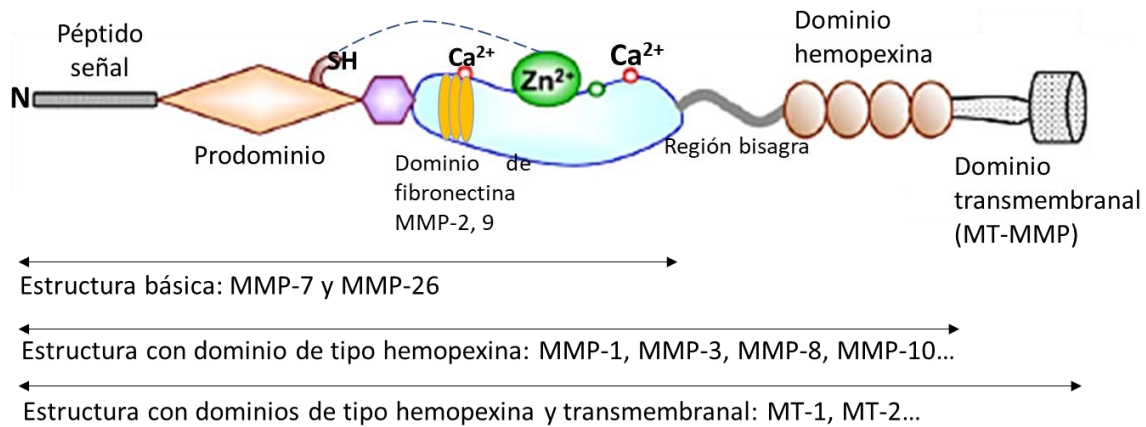 Péptido
señal
N
SH
Ca²⁺
Zn²⁺
Ca²⁺
Dominio
hemopexina
Prodominio
Dominio de
fibronectina
MMP-2, 9
Región bisagra
Dominio
transmembranal
(MT-MMP)
Estructura básica: MMP-7 y MMP-26
Estructura con dominio de tipo hemopexina: MMP-1, MMP-3, MMP-8, MMP-10...
Estructura con dominios de tipo hemopexina y transmembranal: MT-1, MT-2...